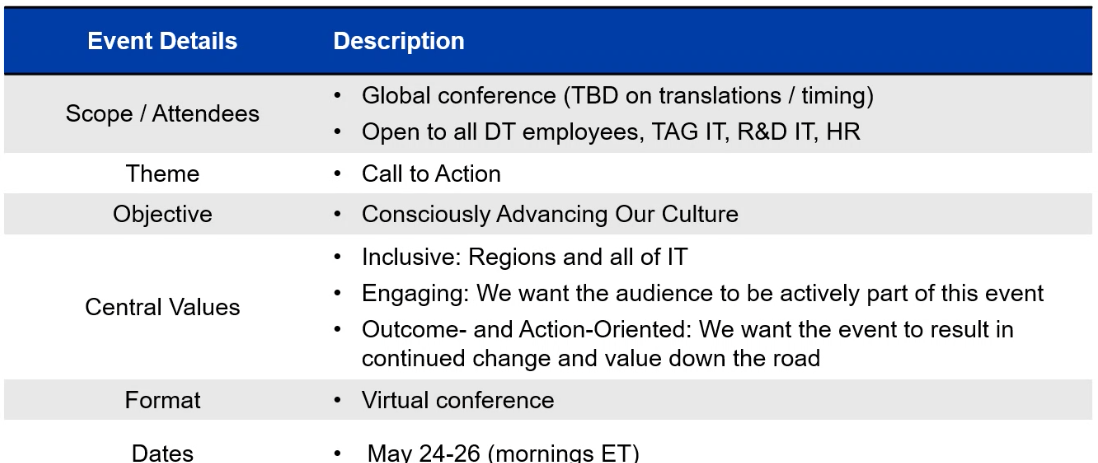 Event Details Description
Scope / Attendees
• Global conference (TBD on translations / timing)
• Open to all DT employees, TAG IT, R&D IT, HR
Theme
• Call to Action
Objective
• Consciously Advancing Our Culture
Central Values
• Inclusive: Regions and all of IT
• Engaging: We want the audience to be actively part of this event
• Outcome- and Action-Oriented: We want the event to result in
continued change and value down the road
Format
• Virtual conference
Dates
• May 24-26 (mornings ET)